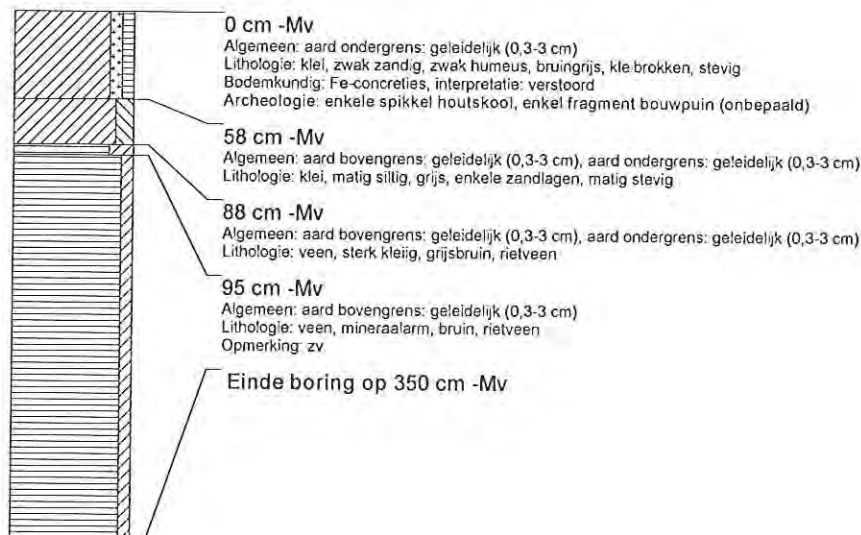 0 cm -Mv
Algemeen: aard ondergrens: geleidelijk (0,3-3 cm)
Lithologie: klei, zwak zandig, zwak humeus, bruingrijs, kle brokken, stevig
Bodemkundig: Fe-concreties, interpretatie: verstoord
Archeologie: enkele spikkel houtskool, enkel fragment bouwpuin (onbepaald)
58 cm -Mv
Algemeen: aard bovengrens: geleidelijk (0,3-3 cm), aard ondergrens: geleidelijk (0,3-3 cm)
Lithologie: klei, matig siltig, grijs, enkele zandlagen, matig stevig
88 cm -Mv
Algemeen: aard bovengrens: geleidelijk (0,3-3 cm), aard ondergrens: geleidelijk (0,3-3 cm)
Lithologie: veen, sterk kleiig, grijsbruin, rietveen
95 cm -Mv
Algemeen: aard bovengrens: geleidelijk (0,3-3 cm)
Lithologie: veen, mineraalarm, bruin, rietveen
Opmerking: zv
Einde boring op 350 cm -Mv